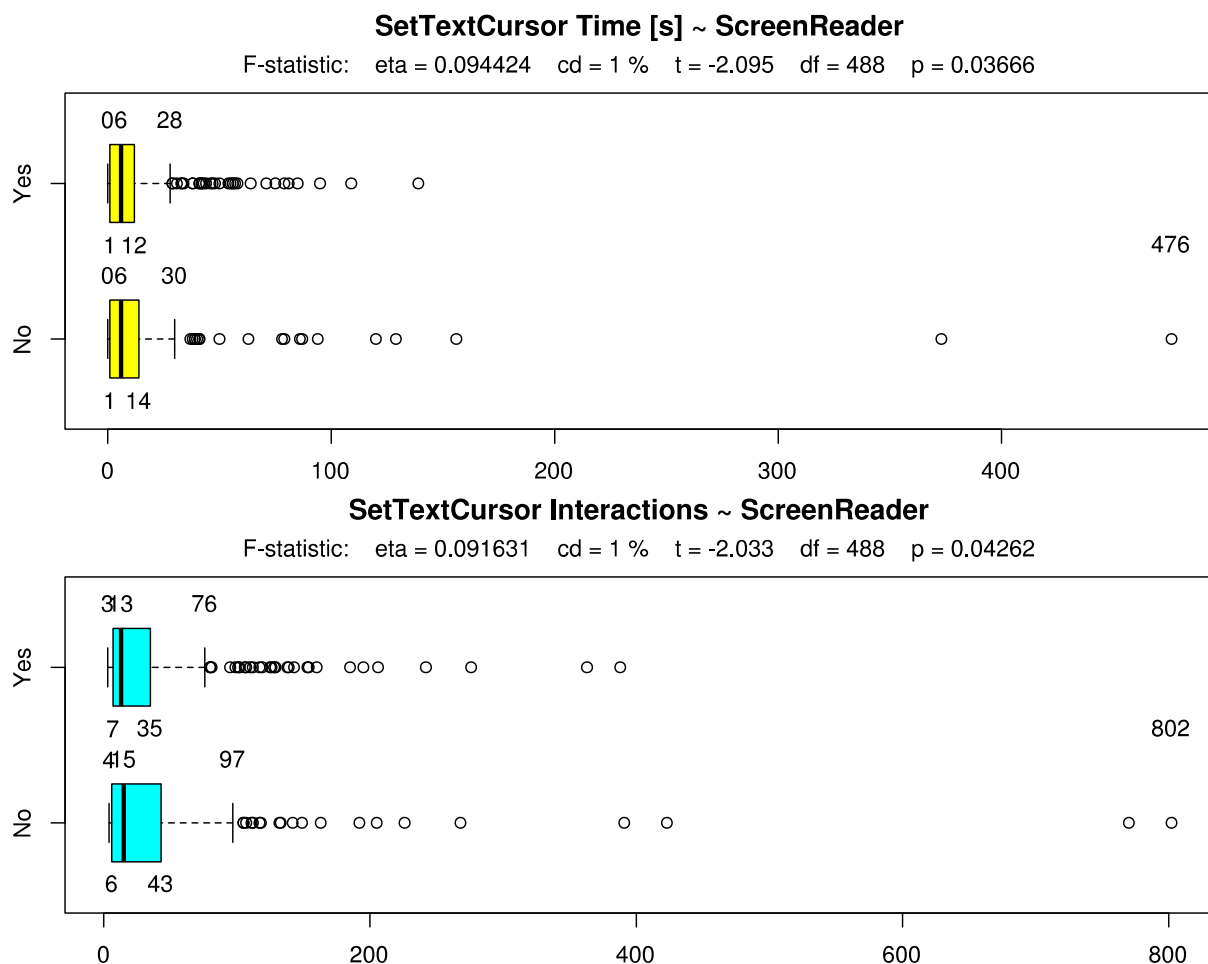 SetTextCursor Time [s] ~ ScreenReader
F-statistic: eta = 0.094424 cd = 1 % t = -2.095 df = 488 p = 0.03666
06 28
Yes
1 12
476
06 30
No
1 14
0 100 200 300 400
SetTextCursor Interactions ~ ScreenReader
F-statistic: eta = 0.091631 cd = 1 % t = -2.033 df = 488 p = 0.04262
313 76
Yes
7 35
802
415 97
No
6 43
0 200 400 600 800